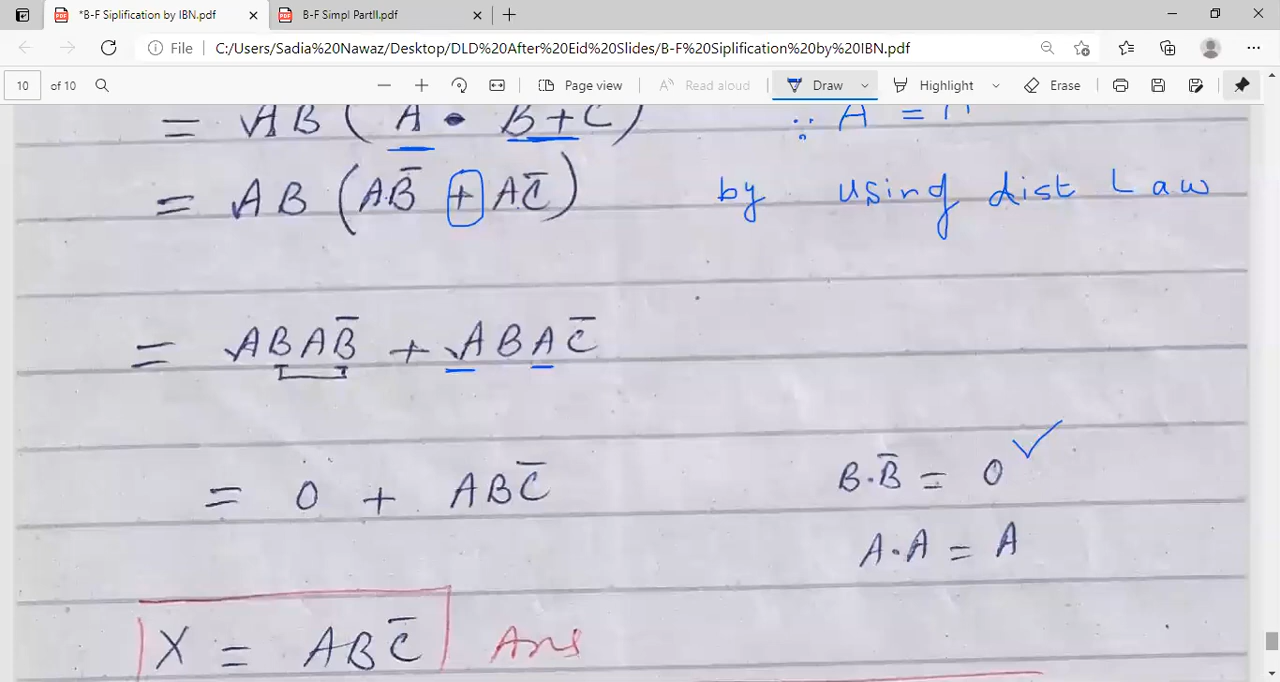 *B-F Siplification by IBN.pdf
B-F Simpl PartII.pdf
File C:/Users/Sadia%20Nawaz/Desktop/DLD%20After%20Eid%20Slides/B-F%20Siplification%20by%20IBN.pdf
10 of 10 Page view Read aloud Draw Highlight Erase
= AB ( A • B̅+C̅ ) ∵ A =
= AB (AB̅ + AC̅) by using dist Law
= ABAB̅ + ABAC̅
= 0 + ABC̅ B.B̅ = 0 ✓
A.A = A
X = ABC̅ Ans